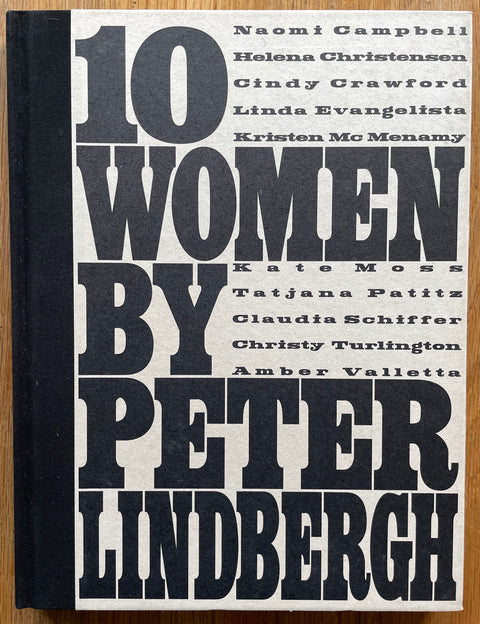 10
Naomi Campbell
Helena Christensen
Cindy Crawford
Linda Evangelista
Kristen Mc Menamy
WOMEN
BY
Kate Moss
Tatjana Patitz
Claudia Schiffer
Christy Turlington
Amber Valletta
PETER
LINDBERGH